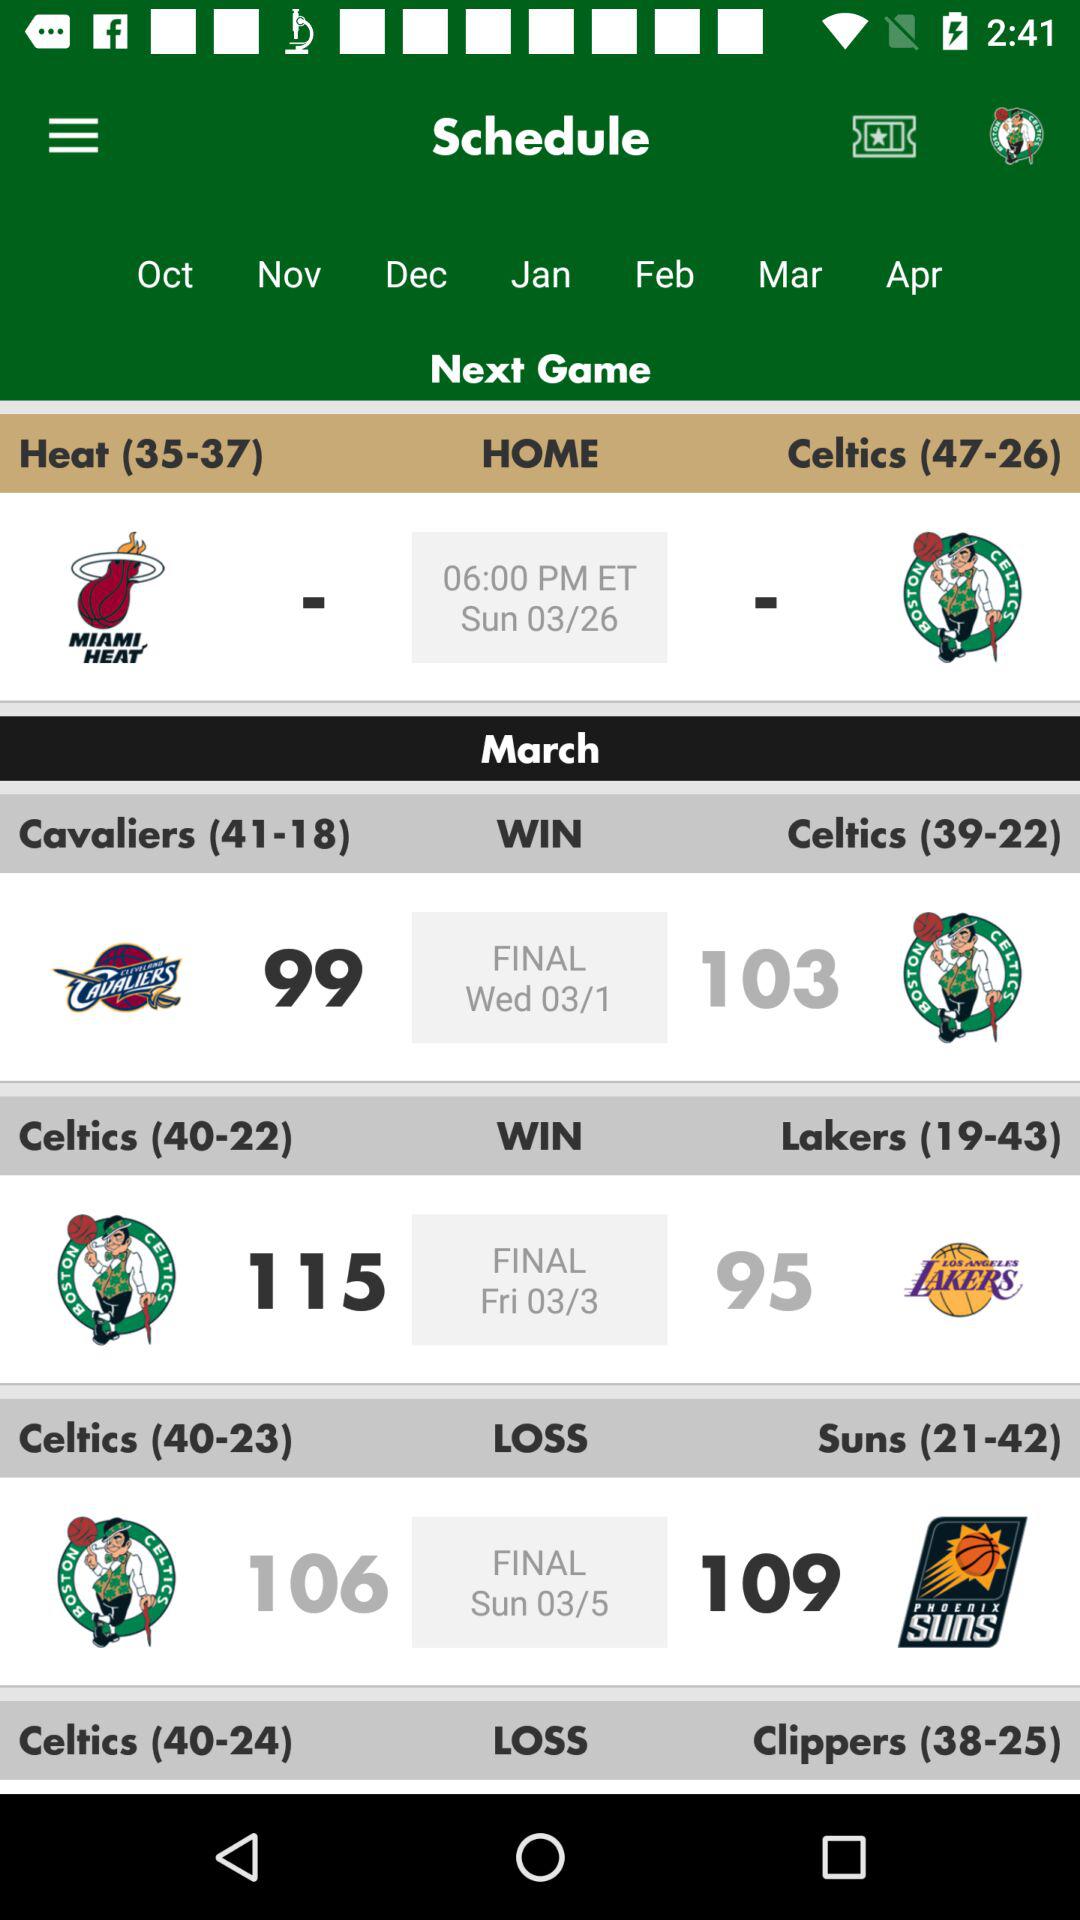 2:41
Schedule
Oct Nov Dec Jan Feb Mar Apr
Next Game
Heat (35-37) HOME Celtics (47-26)
MIAMI HEAT
-
06:00 PM ET
Sun 03/26
-
BOSTON CELTICS
March
Cavaliers (41-18) WIN Celtics (39-22)
CLEVELAND CAVALIERS
99
FINAL
Wed 03/1
103
BOSTON CELTICS
Celtics (40-22) WIN Lakers (19-43)
BOSTON CELTICS
115
FINAL
Fri 03/3
95
LOS ANGELES LAKERS
Celtics (40-23) LOSS Suns (21-42)
BOSTON CELTICS
106
FINAL
Sun 03/5
109
PHOENIX SUNS
Celtics (40-24) LOSS Clippers (38-25)